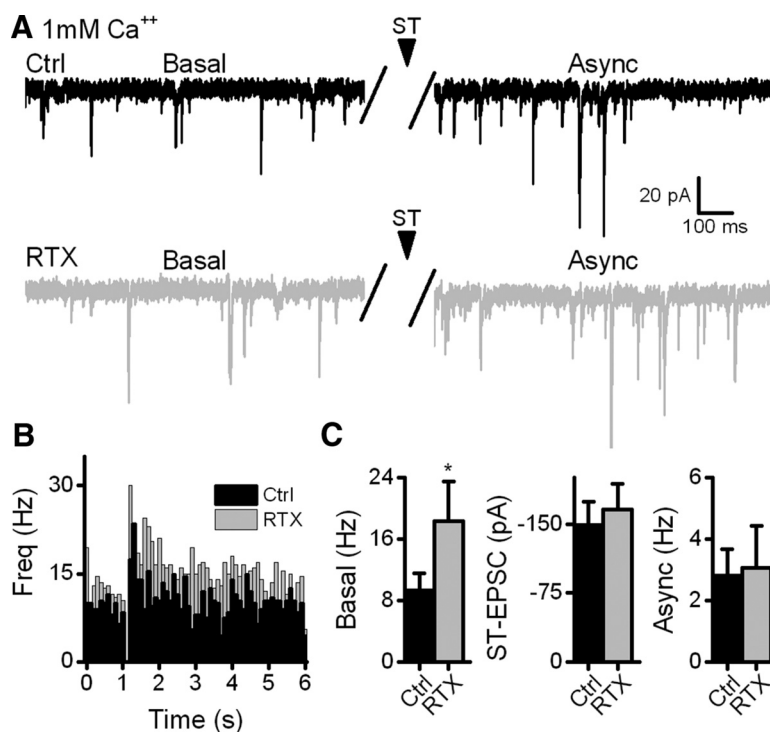 A 1mM Ca++
ST
Ctrl Basal Async
20 pA
100 ms
ST
RTX Basal Async
B
Freq (Hz)
30
15
0
Ctrl
RTX
0 1 2 3 4 5 6
Time (s)
C
Basal (Hz)
24
16
8
0
*
Ctrl
RTX
ST-EPSC (pA)
-150
-75
0
Ctrl
RTX
Async (Hz)
6
4
2
0
Ctrl
RTX